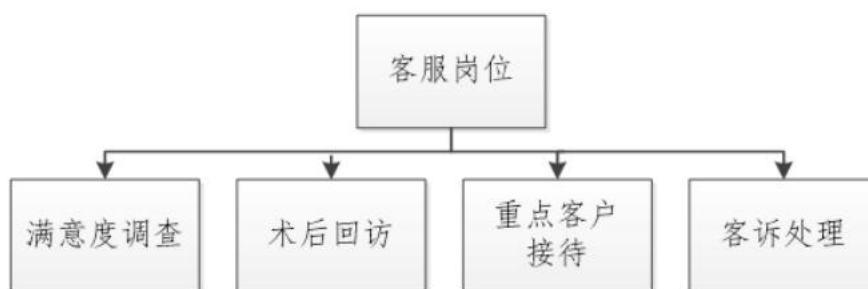 客服岗位
满意度调查
术后回访
重点客户
接待
客诉处理